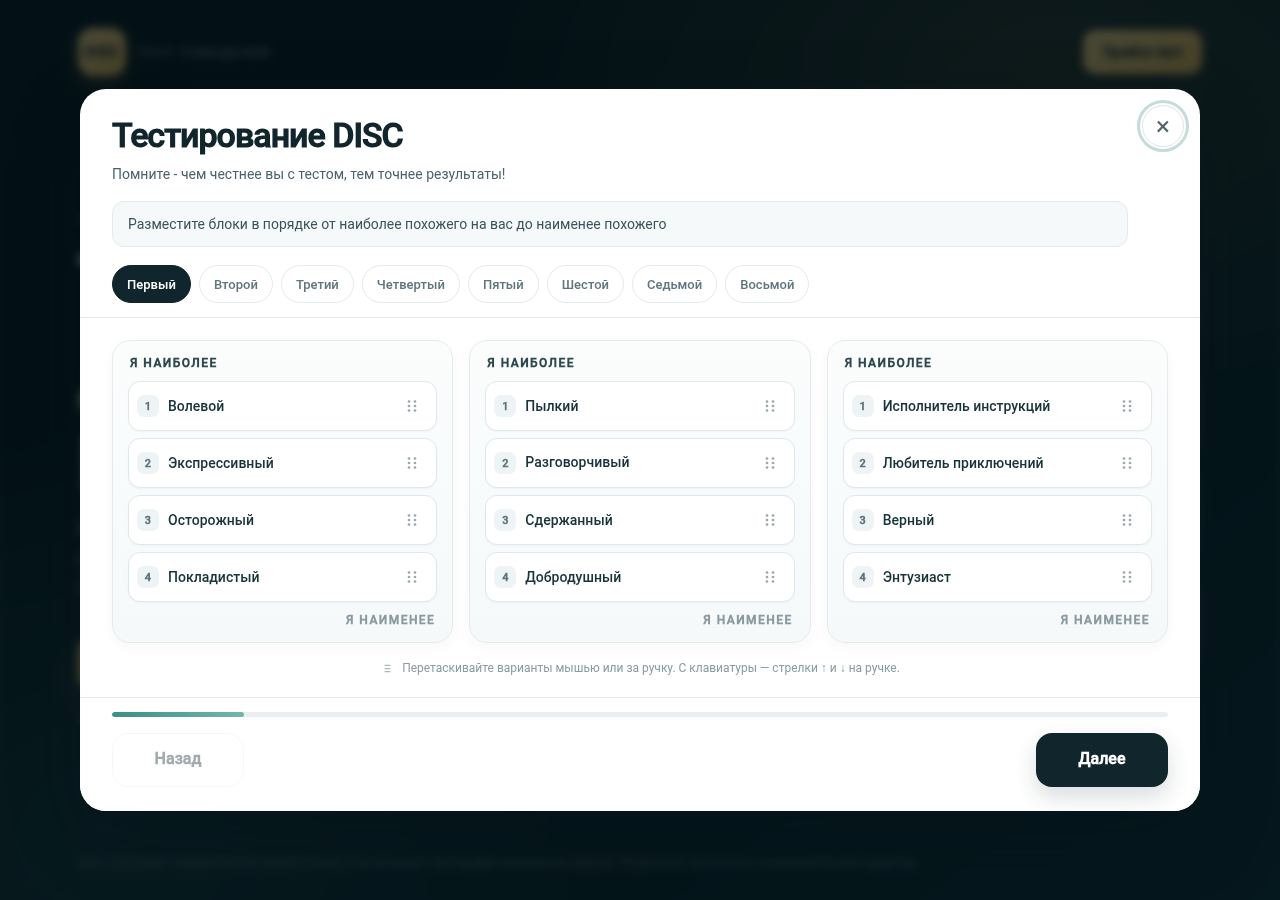 Тестирование DISC
Помните - чем честнее вы с тестом, тем точнее результаты!
Разместите блоки в порядке от наиболее похожего на вас до наименее похожего
Первый Второй Третий Четвертый Пятый Шестой Седьмой Восьмой
Я НАИБОЛЕЕ
1 Волевой
2 Экспрессивный
3 Осторожный
4 Покладистый
Я НАИМЕНЕЕ
Я НАИБОЛЕЕ
1 Пылкий
2 Разговорчивый
3 Сдержанный
4 Добродушный
Я НАИМЕНЕЕ
Я НАИБОЛЕЕ
1 Исполнитель инструкций
2 Любитель приключений
3 Верный
4 Энтузиаст
Я НАИМЕНЕЕ
Перетаскивайте варианты мышью или за ручку. С клавиатуры — стрелки ↑ и ↓ на ручке.
Назад
Далее